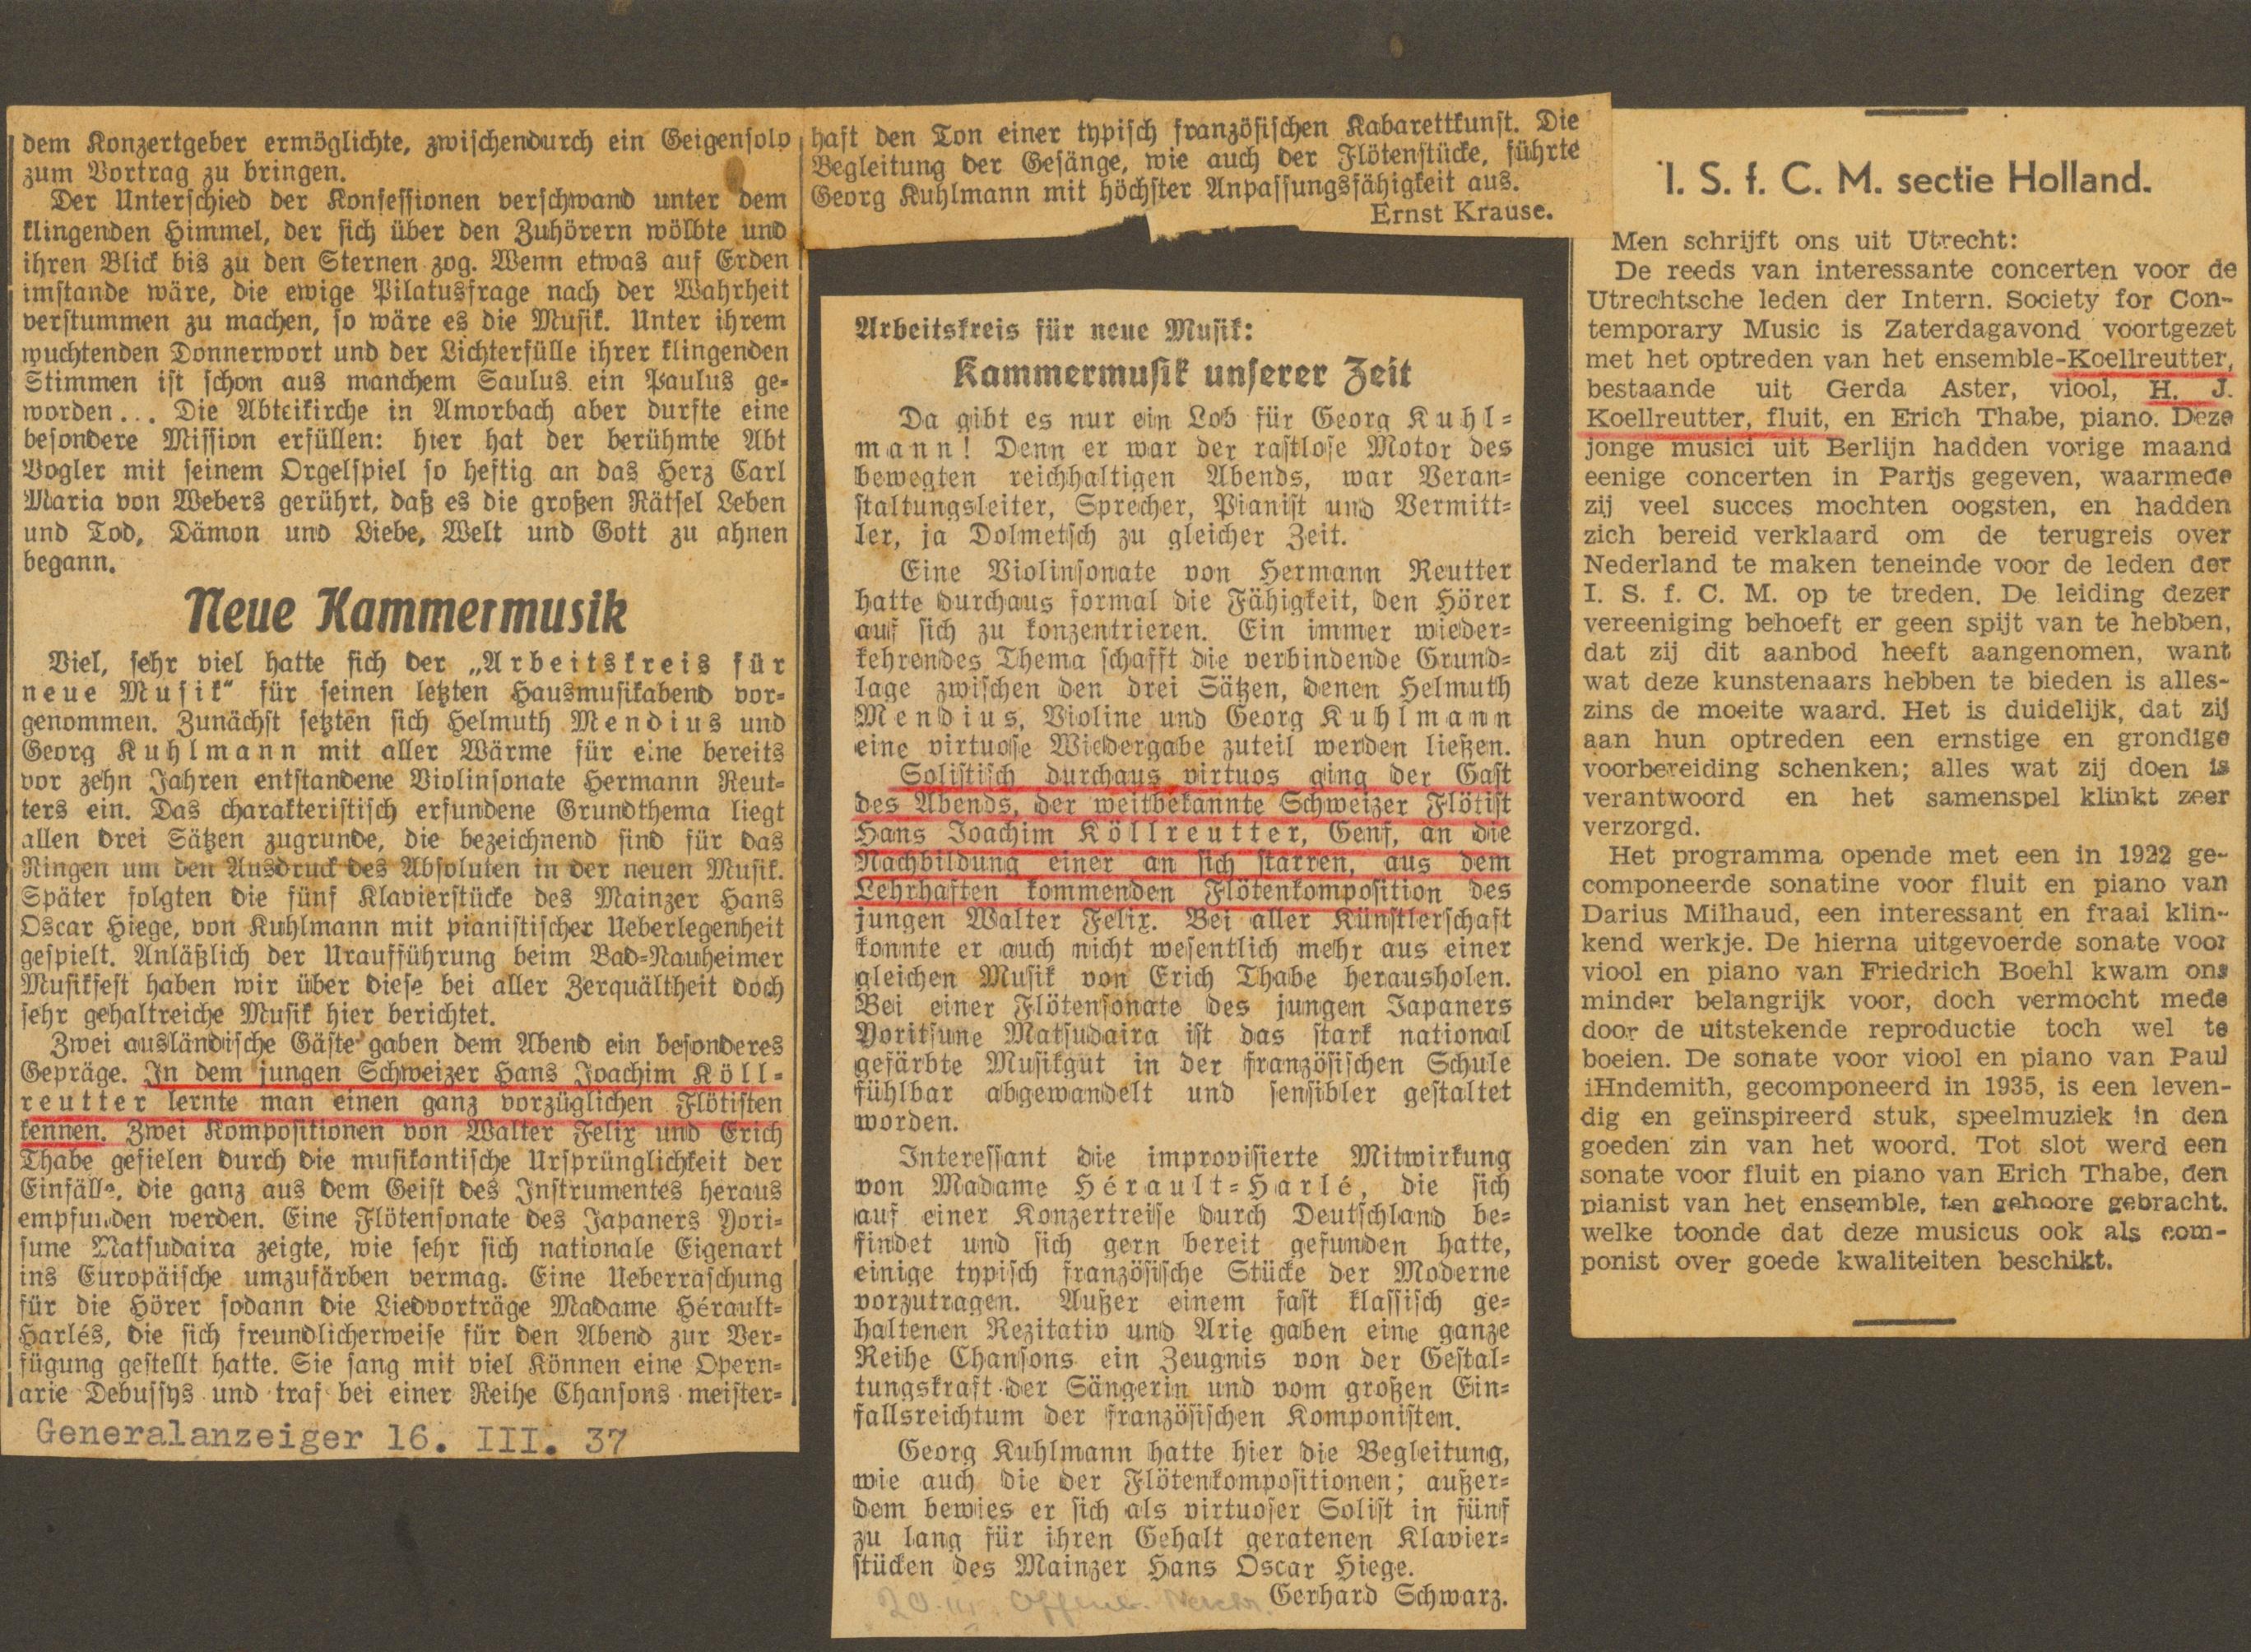 dem Konzertgeber ermöglichte, zwischendurch ein Geigensolo
zum Vortrag zu bringen.
Der Unterschied der Konfessionen verschwand unter dem
klingenden Himmel, der sich über den Zuhörern wölbte und
ihren Blick bis zu den Sternen zog. Wenn etwas auf Erden
imstande wäre, die ewige Pilatusfrage nach der Wahrheit
verstummen zu machen, so wäre es die Musik. Unter ihrem
wuchtenden Donnerwort und der Lichterfülle ihrer klingenden
Stimmen ist schon aus manchem Saulus ein Paulus ge-
worden... Die Abteikirche in Amorbach aber durfte eine
besondere Mission erfüllen: hier hat der berühmte Abt
Vogler mit seinem Orgelspiel so heftig an das Herz Carl
Maria von Webers gerührt, daß es die großen Rätsel Leben
und Tod, Dämon und Liebe, Welt und Gott zu ahnen
begann.
Neue Kammermusik
Viel, sehr viel hatte sich der „Arbeitskreis für
neue Musik“ für seinen letzten Hausmusikabend vor-
genommen. Zunächst setzten sich Helmuth Mendius und
Georg Kuhlmann mit aller Wärme für eine bereits
vor zehn Jahren entstandene Violinsonate Hermann Reut-
ters ein. Das charakteristisch erfundene Grundthema liegt
allen drei Sätzen zugrunde, die bezeichnend sind für das
Ringen um den Ausdruck des Absoluten in der neuen Musik.
Später folgten die fünf Klavierstücke des Mainzer Hans
Oscar Hiege, von Kuhlmann mit pianistischer Ueberlegenheit
gespielt. Anläßlich der Uraufführung beim Bad-Nauheimer
Musikfest haben wir über diese bei aller Zerquältheit doch
sehr gehaltreiche Musik hier berichtet.
Zwei ausländische Gäste gaben dem Abend ein besonderes
Gepräge. In dem jungen Schweizer Hans Joachim Köll-
reutter lernte man einen ganz vorzüglichen Flötisten
kennen. Zwei Kompositionen von Walter Felix und Erich
Thabe gefielen durch die musikantische Ursprünglichkeit der
Einfälle, die ganz aus dem Geist des Instrumentes heraus
empfunden werden. Eine Flötensonate des Japaners Yori-
sune Matsudaira zeigte, wie sehr sich nationale Eigenart
ins Europäische umzufärben vermag. Eine Ueberraschung
für die Hörer sodann die Liedvorträge Madame Hérault-
Harlés, die sich freundlicherweise für den Abend zur Ver-
fügung gestellt hatte. Sie sang mit viel Können eine Opern-
arie Debussys und traf bei einer Reihe Chansons meister-
Generalanzeiger 16. III. 37
haft den Ton einer typisch französischen Kabarettkunst. Die
Begleitung der Gesänge, wie auch der Flötenstücke, führte
Georg Kuhlmann mit höchster Anpassungsfähigkeit aus.
Ernst Krause.
Arbeitskreis für neue Musik:
Kammermusik unserer Zeit
Da gibt es nur ein Lob für Georg Kuhl-
mann! Denn er war der rastlose Motor des
bewegten reichhaltigen Abends, war Veran-
staltungsleiter, Sprecher, Pianist und Vermitt-
ler, ja Dolmetsch zu gleicher Zeit.
Eine Violinsonate von Hermann Reutter
hatte durchaus formal die Fähigkeit, den Hörer
auf sich zu konzentrieren. Ein immer wieder-
kehrendes Thema schafft die verbindende Grund-
lage zwischen den drei Sätzen, denen Helmuth
Mendius, Violine und Georg Kuhlmann
eine virtuose Wiedergabe zuteil werden ließen.
Solistisch durchaus virtuos ging der Gast
des Abends, der weitbekannte Schweizer Flötist
Hans Joachim Köllreutter, Genf, an die
Nachbildung einer an sich starren, aus dem
Lehrhaften kommenden Flötenkomposition des
jungen Walter Felix. Bei aller Künstlerschaft
konnte er auch nicht wesentlich mehr aus einer
gleichen Musik von Erich Thabe herausholen.
Bei einer Flötensonate des jungen Japaners
Yoritsune Matsudaira ist das stark national
gefärbte Musikgut in der französischen Schule
fühlbar abgewandelt und sensibler gestaltet
worden.
Interessant die improvisierte Mitwirkung
von Madame Hérault-Harlé, die sich
auf einer Konzertreise durch Deutschland be-
findet und sich gern bereit gefunden hatte,
einige typisch französische Stücke der Moderne
vorzutragen. Außer einem fast klassisch ge-
haltenen Rezitativ und Arie gaben eine ganze
Reihe Chansons ein Zeugnis von der Gestal-
tungskraft der Sängerin und vom großen Ein-
fallsreichtum der französischen Komponisten.
Georg Kuhlmann hatte hier die Begleitung,
wie auch die der Flötenkompositionen; außer-
dem bewies er sich als virtuoser Solist in fünf
zu lang für ihren Gehalt geratenen Klavier-
stücken des Mainzer Hans Oscar Hiege.
Gerhard Schwarz.
20. III.
I. S. f. C. M. sectie Holland.
Men schrijft ons uit Utrecht:
De reeds van interessante concerten voor de
Utrechtsche leden der Intern. Society for Con-
temporary Music is Zaterdagavond voortgezet
met het optreden van het ensemble-Koellreutter,
bestaande uit Gerda Aster, viool, H. J.
Koellreutter, fluit, en Erich Thabe, piano. Deze
jonge musici uit Berlijn hadden vorige maand
eenige concerten in Parijs gegeven, waarmede
zij veel succes mochten oogsten, en hadden
zich bereid verklaard om de terugreis over
Nederland te maken teneinde voor de leden der
I. S. f. C. M. op te treden. De leiding dezer
vereeniging behoeft er geen spijt van te hebben,
dat zij dit aanbod heeft aangenomen, want
wat deze kunstenaars hebben te bieden is alles-
zins de moeite waard. Het is duidelijk, dat zij
aan hun optreden een ernstige en grondige
voorbereiding schenken; alles wat zij doen is
verantwoord en het samenspel klinkt zeer
verzorgd.
Het programma opende met een in 1922 ge-
componeerde sonatine voor fluit en piano van
Darius Milhaud, een interessant en fraai klin-
kend werkje. De hierna uitgevoerde sonate voor
viool en piano van Friedrich Boehl kwam ons
minder belangrijk voor, doch vermocht mede
door de uitstekende reproductie toch wel te
boeien. De sonate voor viool en piano van Paul
iHndemith, gecomponeerd in 1935, is een leven-
dig en geïnspireerd stuk, speelmuziek in den
goeden zin van het woord. Tot slot werd een
sonate voor fluit en piano van Erich Thabe, den
pianist van het ensemble, ten gehoore gebracht.
welke toonde dat deze musicus ook als com-
ponist over goede kwaliteiten beschikt.